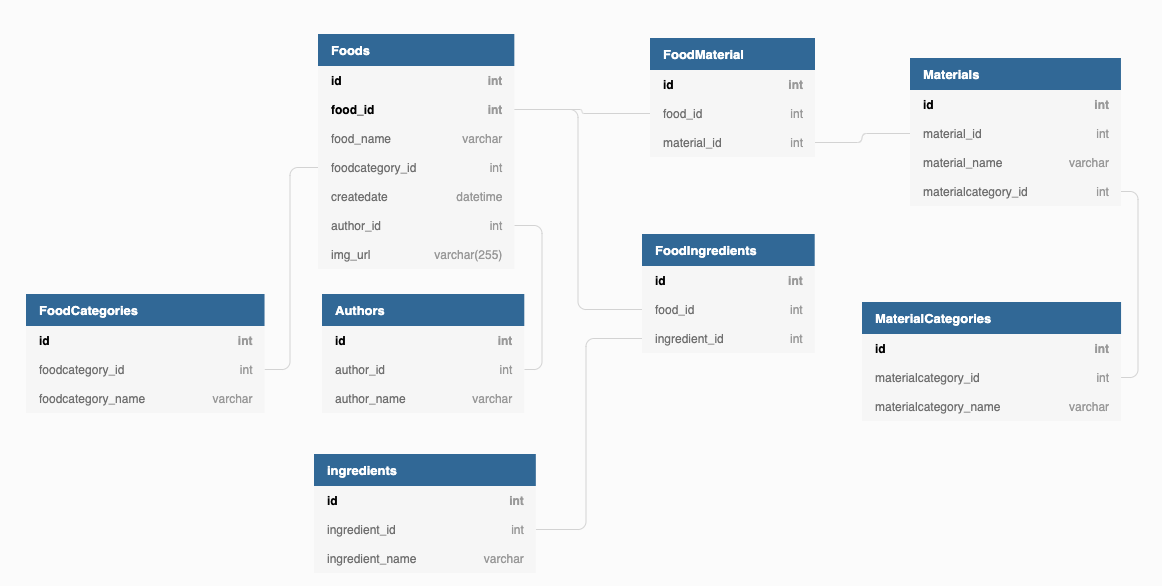 Foods
id int
food_id int
food_name varchar
foodcategory_id int
createdate datetime
author_id int
img_url varchar(255)
FoodMaterial
id int
food_id int
material_id int
Materials
id int
material_id int
material_name varchar
materialcategory_id int
FoodIngredients
id int
food_id int
ingredient_id int
FoodCategories
id int
foodcategory_id int
foodcategory_name varchar
Authors
id int
author_id int
author_name varchar
MaterialCategories
id int
materialcategory_id int
materialcategory_name varchar
Ingredients
id int
ingredient_id int
ingredient_name varchar